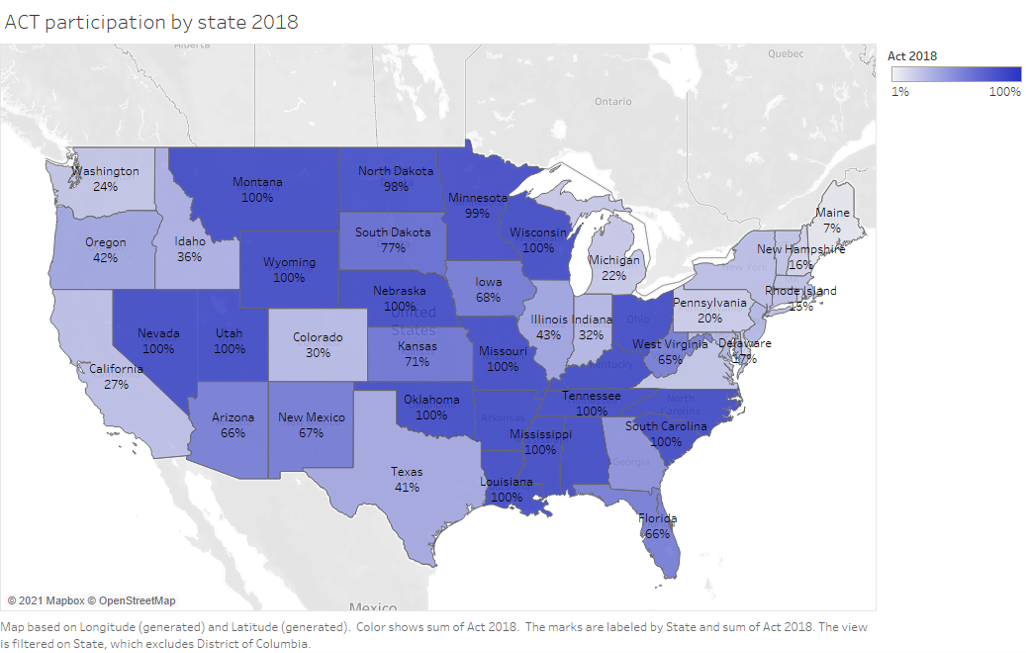 ACT participation by state 2018
Alberta
Quebec
Ontario
Act 2018
1%
100%
Washington
24%
Montana
100%
North Dakota
98%
Minnesota
99%
Maine
7%
Oregon
42%
Idaho
36%
South Dakota
77%
Wisconsin
100%
Michigan
22%
New York
New Hampshire
16%
Wyoming
100%
Nebraska
100%
Iowa
68%
Rhode Island
15%
Pennsylvania
20%
United
States
Nevada
100%
Utah
100%
Colorado
30%
Kansas
71%
Illinois
43%
Indiana
32%
Ohio
West Virginia
65%
Delaware
17%
California
27%
Missouri
100%
Kentucky
Arizona
66%
New Mexico
67%
Oklahoma
100%
Arkansas
Tennessee
100%
North
Carolina
South Carolina
100%
Mississippi
100%
Georgia
Texas
41%
Louisiana
100%
Florida
66%
Mexico
© 2021 Mapbox © OpenStreetMap
Map based on Longitude (generated) and Latitude (generated). Color shows sum of Act 2018. The marks are labeled by State and sum of Act 2018. The view
is filtered on State, which excludes District of Columbia.